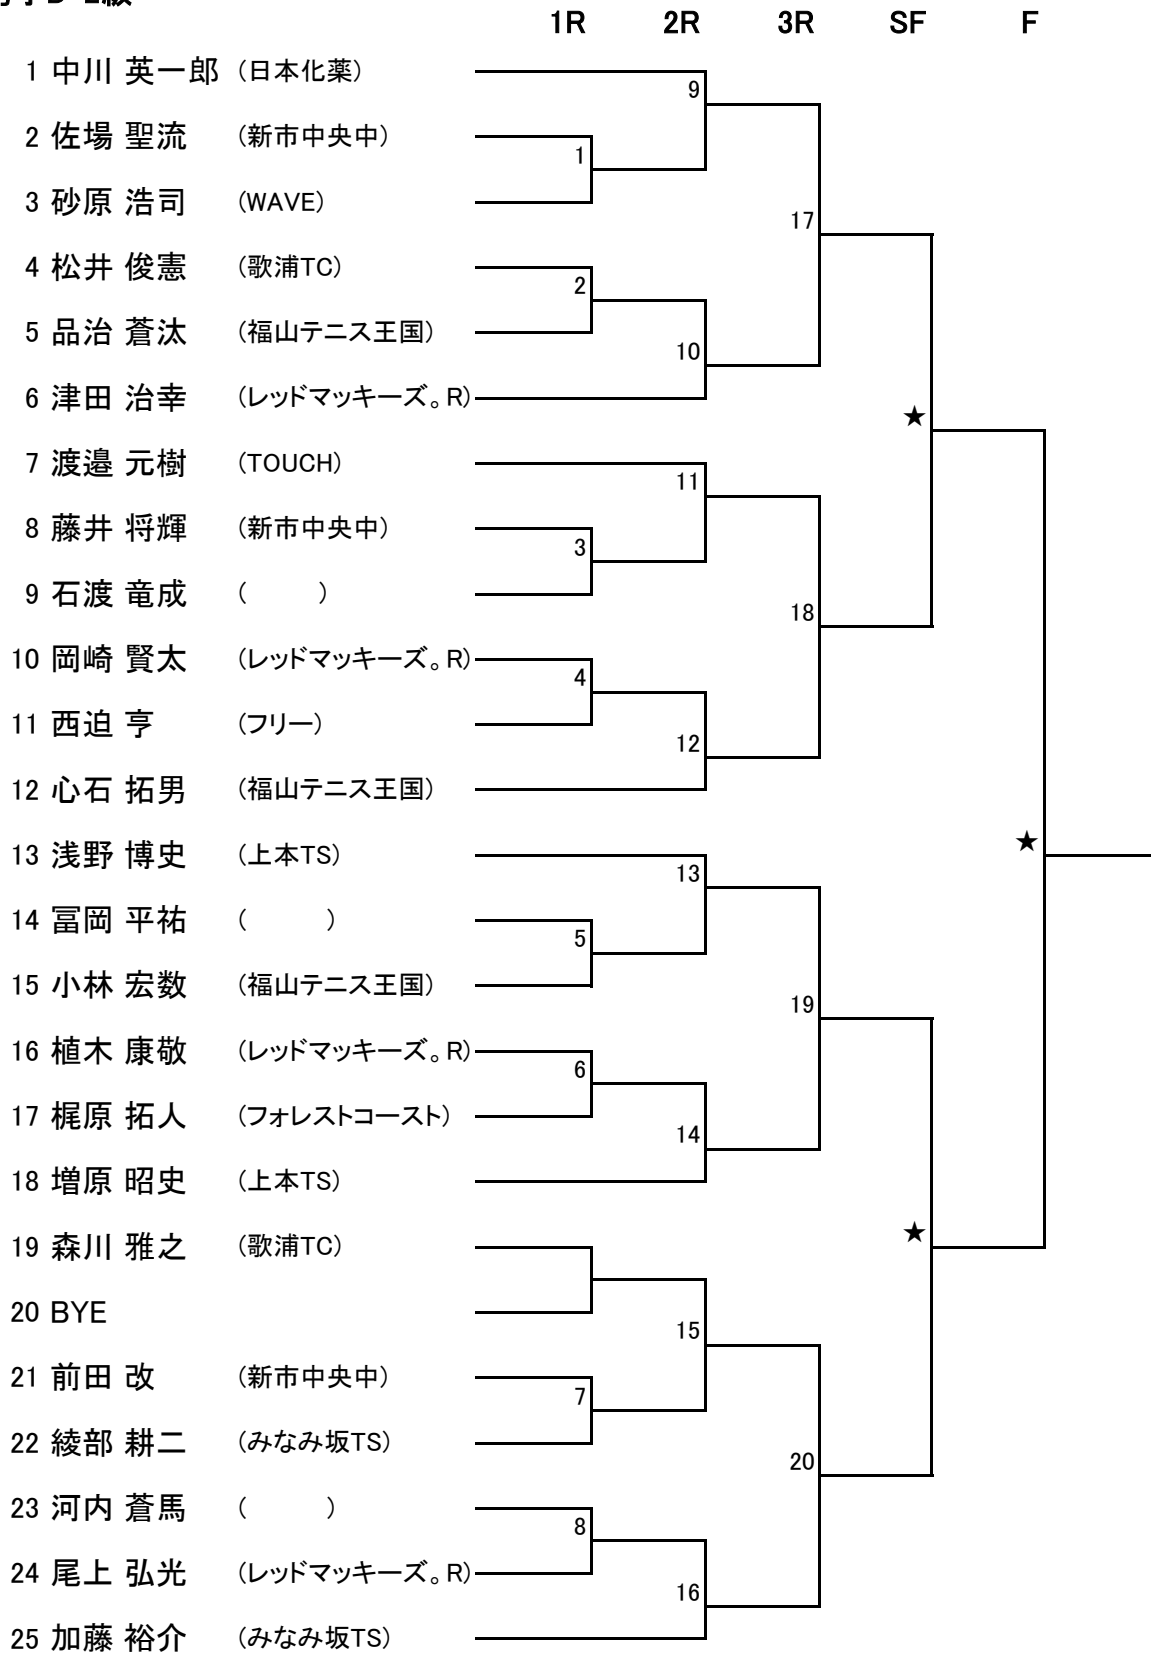 1R 2R 3R SF F
1 中川 英一郎 (日本化薬)
9
2 佐場 聖流 (新市中央中)
1
3 砂原 浩司 (WAVE)
17
4 松井 俊憲 (歌浦TC)
2
5 品治 蒼汰 (福山テニス王国)
10
6 津田 治幸 (レッドマッキーズ。R)
★
7 渡邉 元樹 (TOUCH)
11
8 藤井 将輝 (新市中央中)
3
9 石渡 竜成 ( )
18
10 岡崎 賢太 (レッドマッキーズ。R)
4
11 西迫 亨 (フリー)
12
12 心石 拓男 (福山テニス王国)
★
13 浅野 博史 (上本TS)
13
14 冨岡 平祐 ( )
5
15 小林 宏数 (福山テニス王国)
19
16 植木 康敬 (レッドマッキーズ。R)
6
17 梶原 拓人 (フォレストコースト)
14
18 増原 昭史 (上本TS)
★
19 森川 雅之 (歌浦TC)
20 BYE
15
21 前田 改 (新市中央中)
7
22 綾部 耕二 (みなみ坂TS)
20
23 河内 蒼馬 ( )
8
24 尾上 弘光 (レッドマッキーズ。R)
16
25 加藤 裕介 (みなみ坂TS)